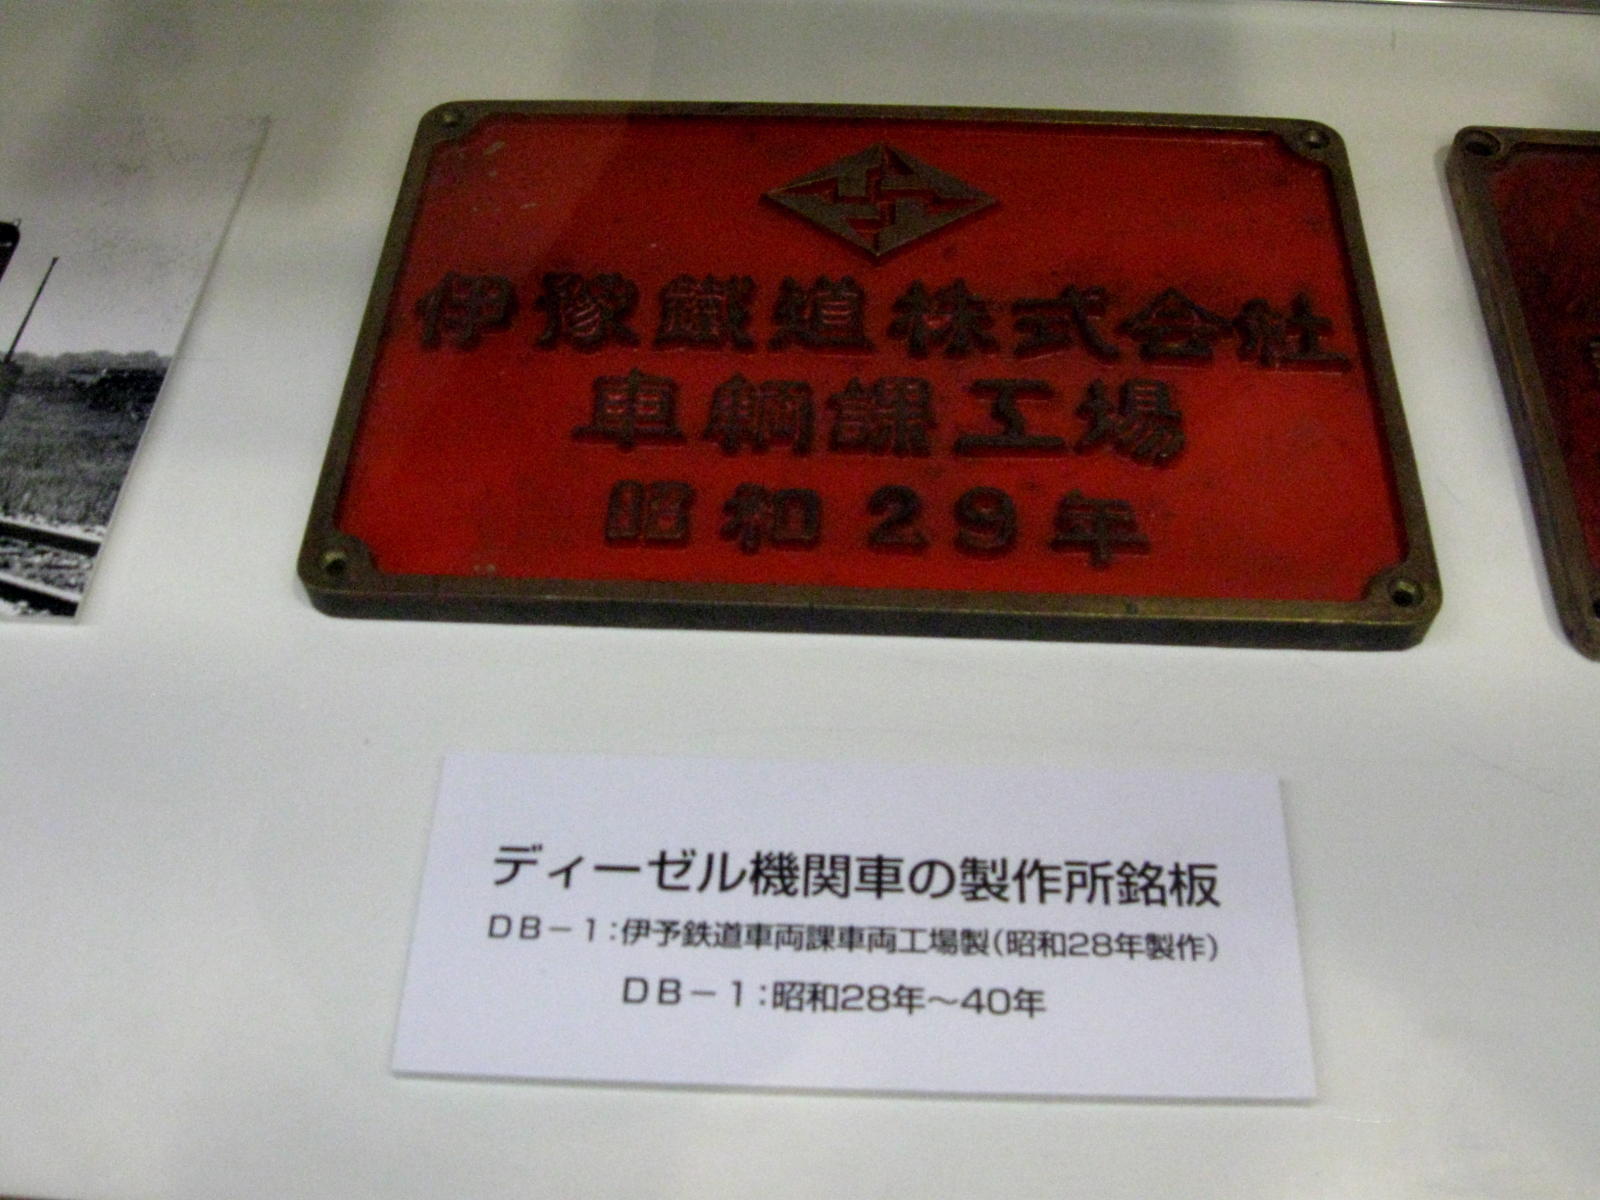 伊豫鐵道株式会社
車輌課工場
昭和29年
ディーゼル機関車の製作所銘板
DB－1:伊予鉄道車両課車両工場製(昭和28年製作)
DB－1:昭和28年～40年